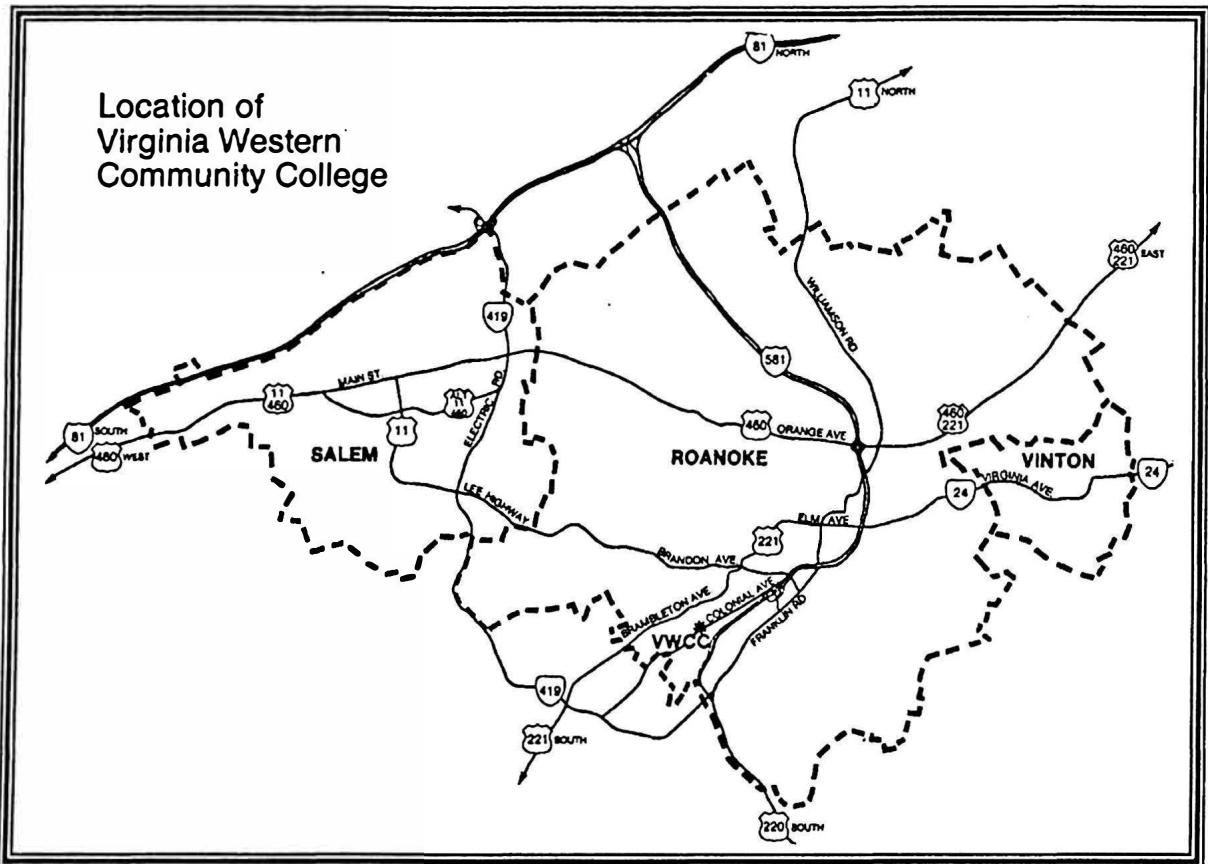 Location of
Virginia Western
Community College
81
NORTH
11
NORTH
460
221
EAST
419
WILLIAMSON RD
581
MAIN ST.
11
460
ALT
11
460
ELECTRIC RD
11
81
SOUTH
460
WEST
SALEM
460
ORANGE AVE
460
221
ROANOKE
VINTON
24
VIRGINIA AVE
24
LEE HIGHWAY
ELM AVE
221
BRANDON AVE
BRAMBLETON AVE
COLONIAL AVE
VWCC
FRANKLIN RD
419
221
SOUTH
220
SOUTH